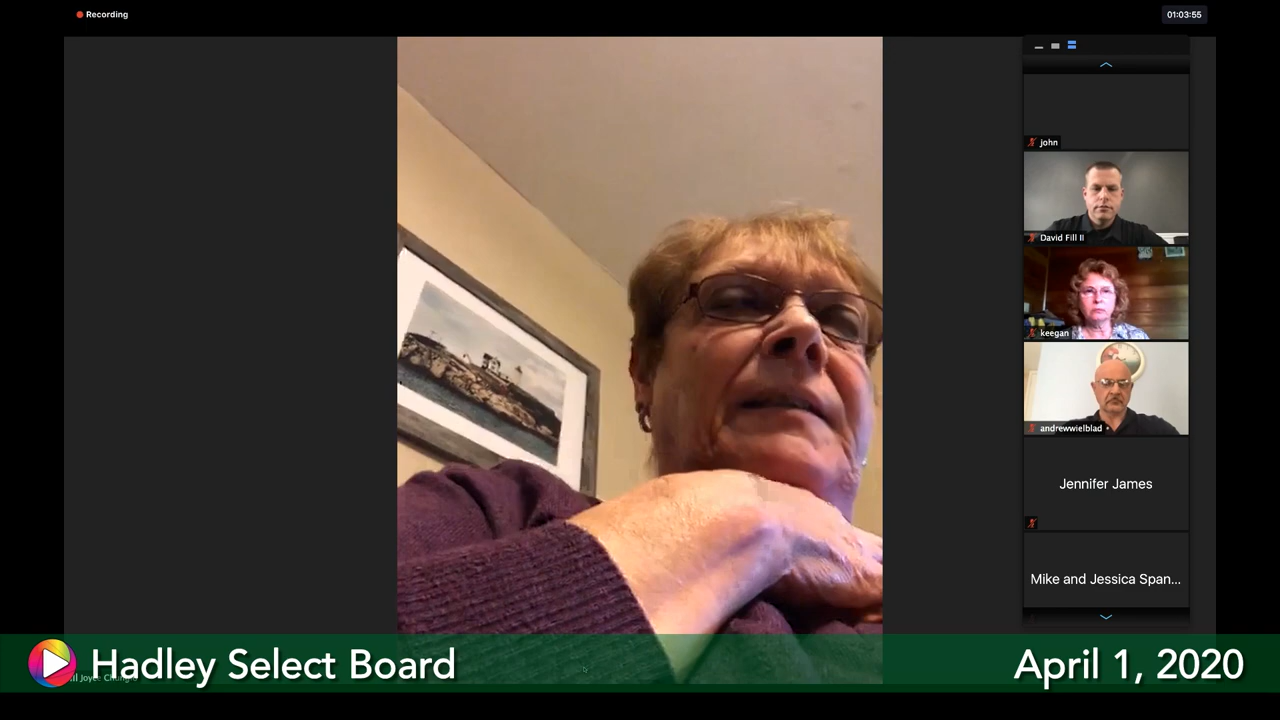 Recording
01:03:55
john
David Fill II
keegan
andrewwielblad
Jennifer James
Mike and Jessica Span...
Hadley Select Board
April 1, 2020
Joyce